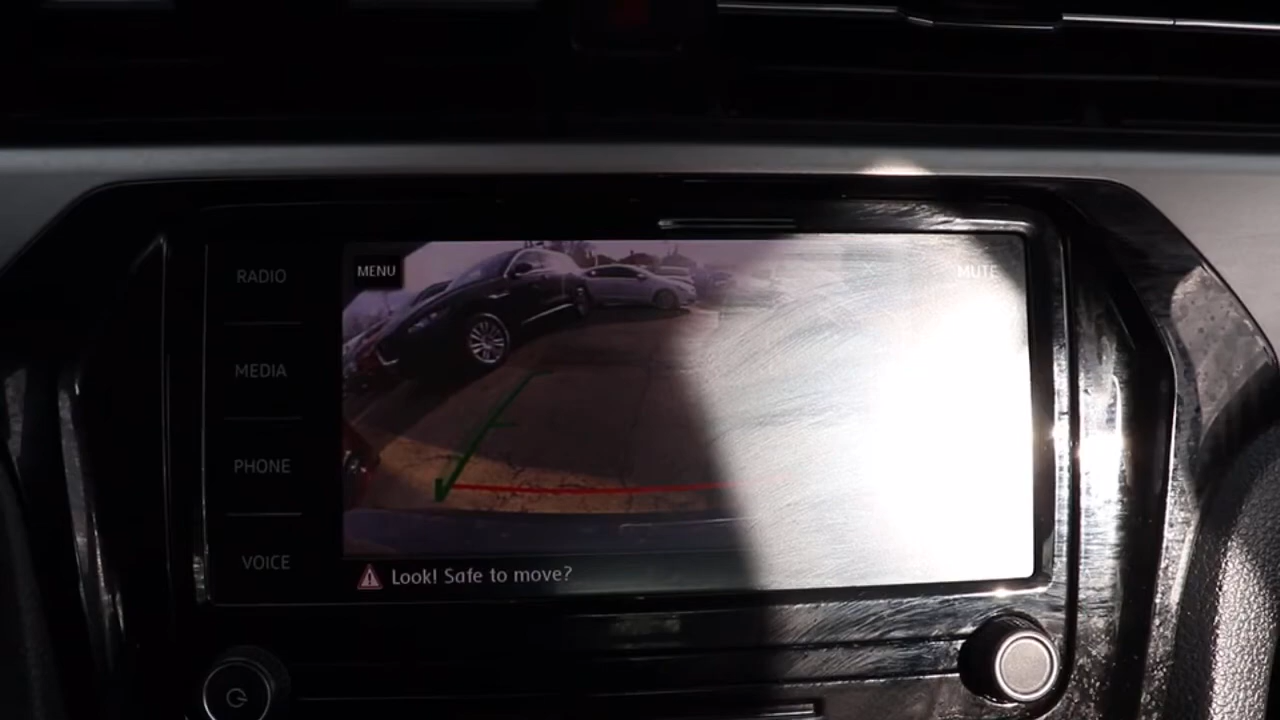 RADIO
MEDIA
PHONE
VOICE
MENU
MUTE
Look! Safe to move?